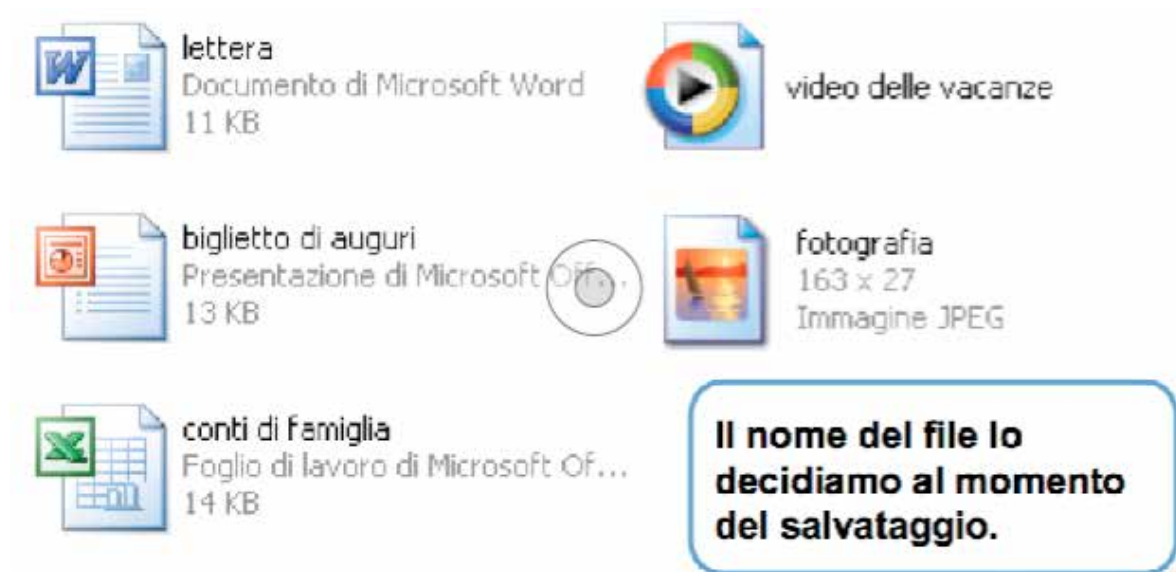 lettera
Documento di Microsoft Word
11 KB
video delle vacanze
biglietto di auguri
Presentazione di Microsoft Off...
13 KB
fotografia
163 x 27
Immagine JPEG
conti di famiglia
Foglio di lavoro di Microsoft Of...
14 KB
Il nome del file lo
decidiamo al momento
del salvataggio.